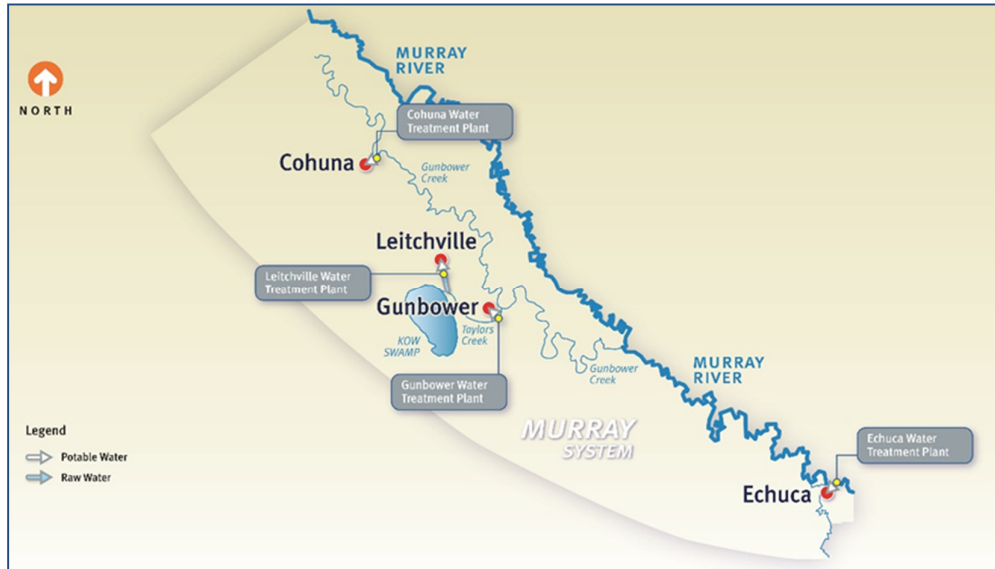 MURRAY
RIVER
NORTH
Cohuna Water
Treatment Plant
Cohuna
Gunbower
Creek
Leitchville
Leitchville Water
Treatment Plant
Gunbower
Taylors
Creek
KOW
SWAMP
Gunbower
Creek
MURRAY
RIVER
Gunbower Water
Treatment Plant
MURRAY
SYSTEM
Echuca Water
Treatment Plant
Echuca
Legend
Potable Water
Raw Water